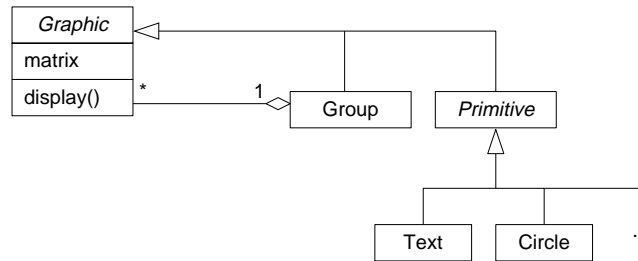 Graphic
matrix
display()
*
1
Group
Primitive
Text
Circle
.